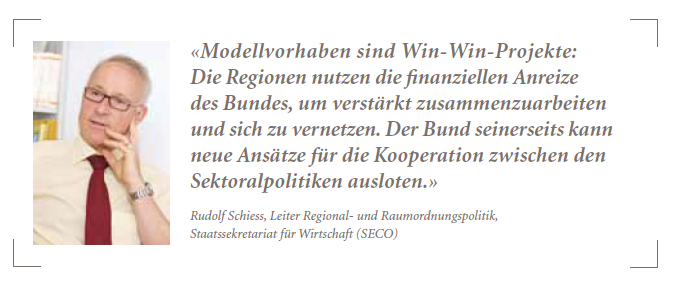 «Modellvorhaben sind Win-Win-Projekte:
Die Regionen nutzen die finanziellen Anreize
des Bundes, um verstärkt zusammenzuarbeiten
und sich zu vernetzen. Der Bund seinerseits kann
neue Ansätze für die Kooperation zwischen den
Sektoralpolitiken ausloten.»
Rudolf Schiess, Leiter Regional- und Raumordnungspolitik,
Staatssekretariat für Wirtschaft (SECO)